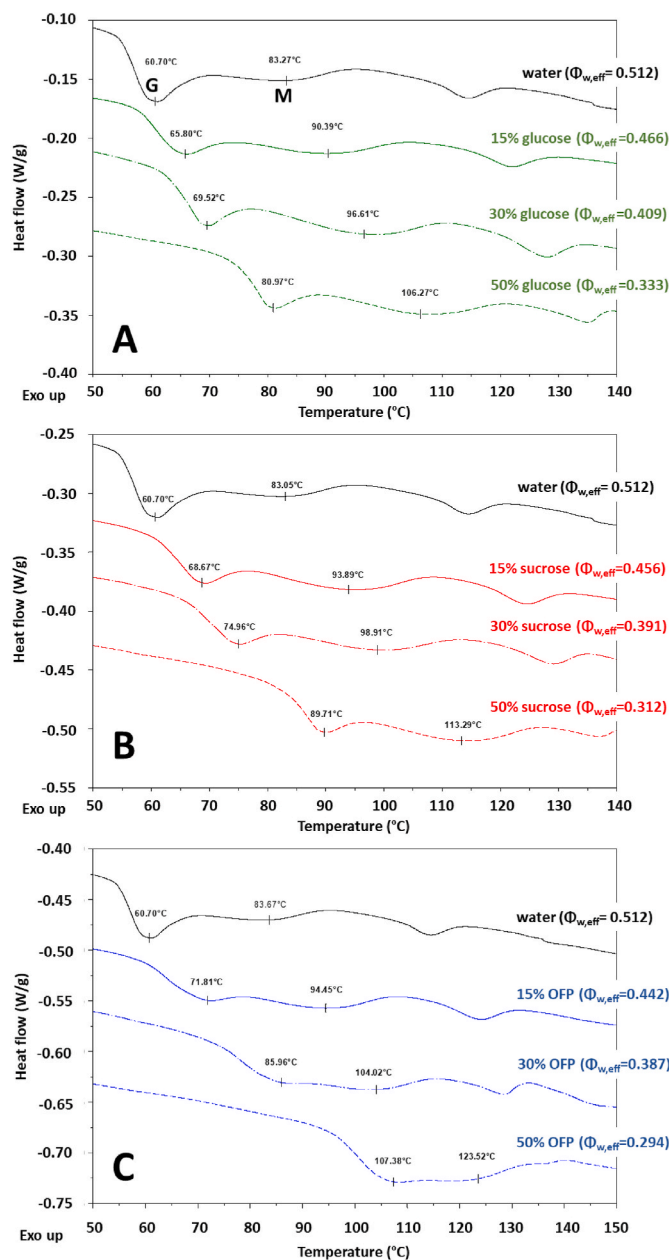 -0.10
60.70°C
83.27°C
water (Φw,eff= 0.512)
G
M
-0.15
65.80°C
90.39°C
15% glucose (Φw,eff=0.466)
-0.20
69.52°C
96.61°C
30% glucose (Φw,eff=0.409)
-0.25
Heat flow (W/g)
-0.30
80.97°C
106.27°C
50% glucose (Φw,eff=0.333)
-0.35
A
-0.40
Exo up
50 60 70 80 90 100 110 120 130 140
Temperature (°C)
-0.25
60.70°C
83.05°C
water (Φw,eff= 0.512)
-0.30
-0.35
68.67°C
93.89°C
15% sucrose (Φw,eff=0.456)
-0.40
Heat flow (W/g)
74.96°C
98.91°C
30% sucrose (Φw,eff=0.391)
-0.45
89.71°C
113.29°C
50% sucrose (Φw,eff=0.312)
-0.50
B
-0.55
Exo up
50 60 70 80 90 100 110 120 130 140
Temperature (°C)
-0.40
60.70°C
83.67°C
water (Φw,eff= 0.512)
-0.45
-0.50
71.81°C
94.45°C
15% OFP (Φw,eff=0.442)
-0.55
Heat flow (W/g)
-0.60
85.96°C
104.02°C
30% OFP (Φw,eff=0.387)
-0.65
107.38°C
123.52°C
50% OFP (Φw,eff=0.294)
-0.70
C
-0.75
Exo up
50 60 70 80 90 100 110 120 130 140 150
Temperature (°C)